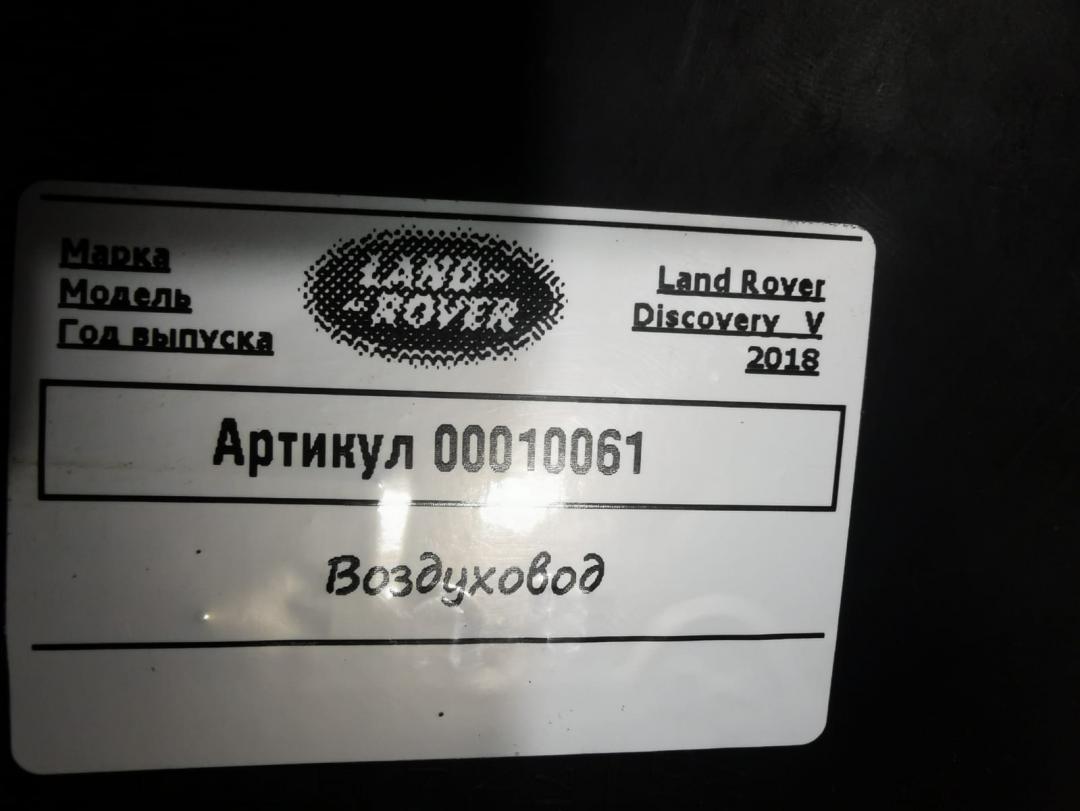 Марка
Модель
Год выпуска
LAND-
-ROVER
Land Rover
Discovery V
2018
Артикул 00010061
Воздуховод